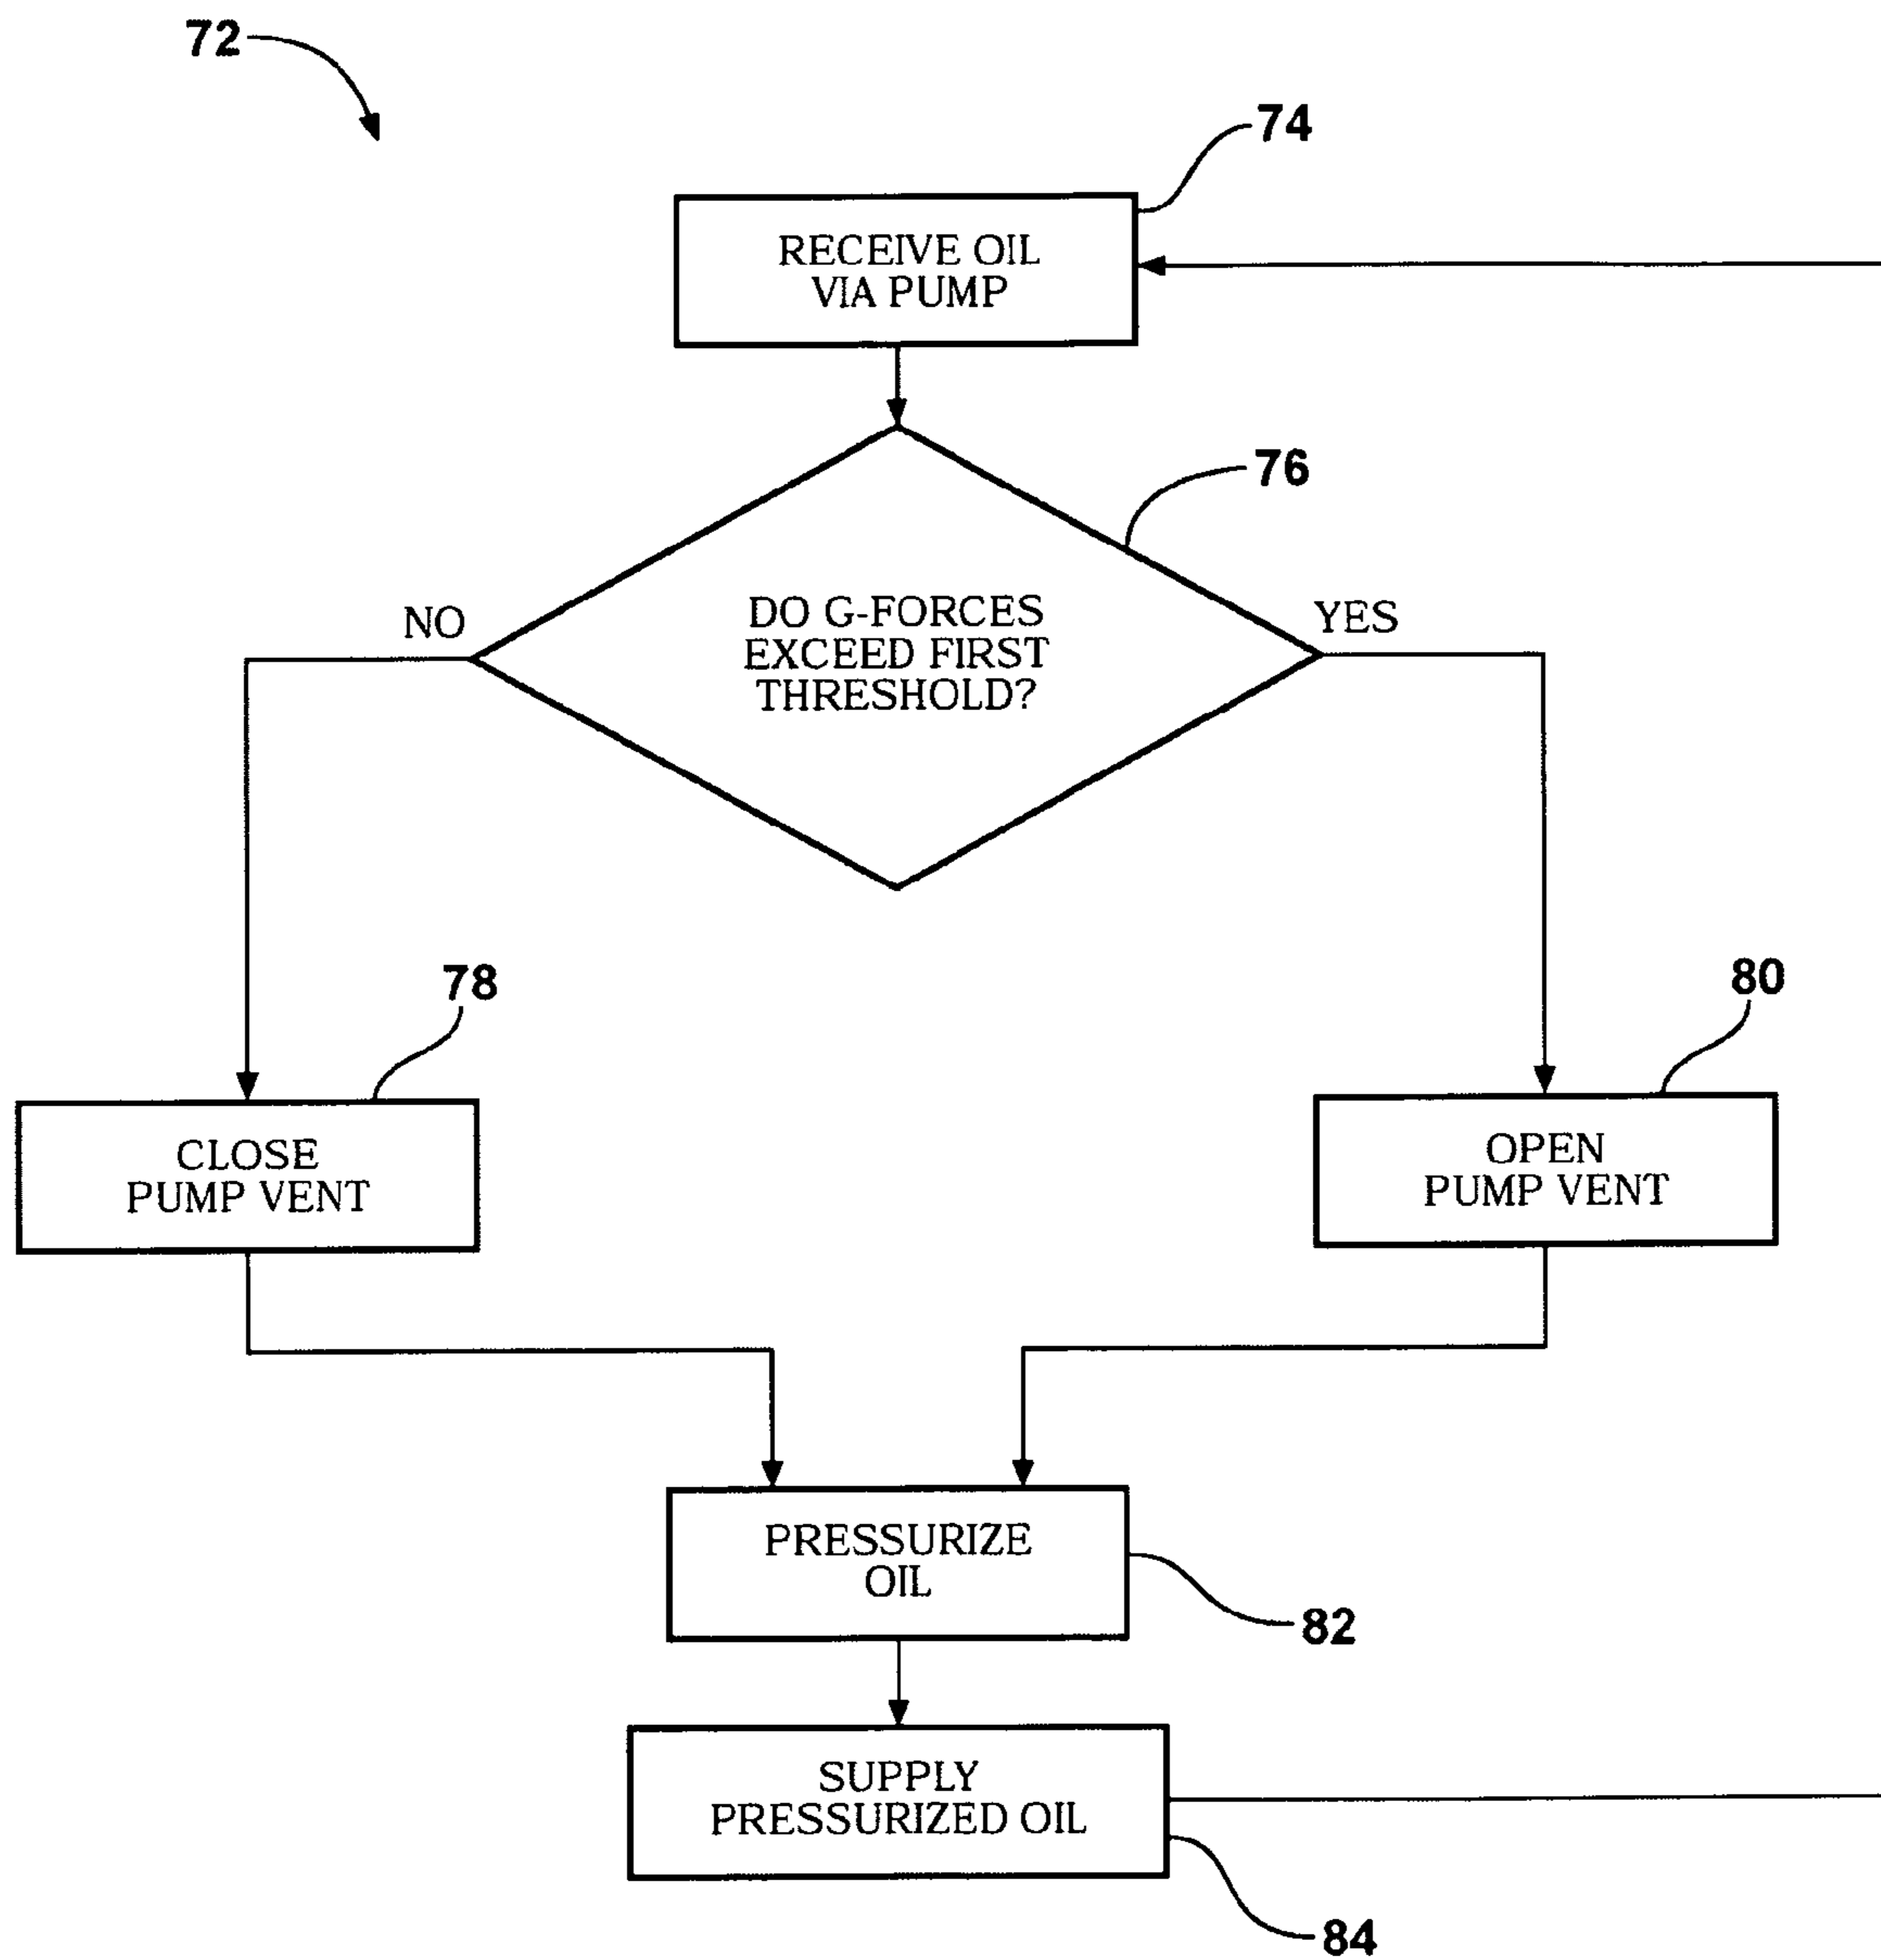 72
74
RECEIVE OIL
VIA PUMP
76
DO G-FORCES
EXCEED FIRST
THRESHOLD?
NO
YES
78
80
CLOSE
PUMP VENT
OPEN
PUMP VENT
PRESSURIZE
OIL
82
SUPPLY
PRESSURIZED OIL
84